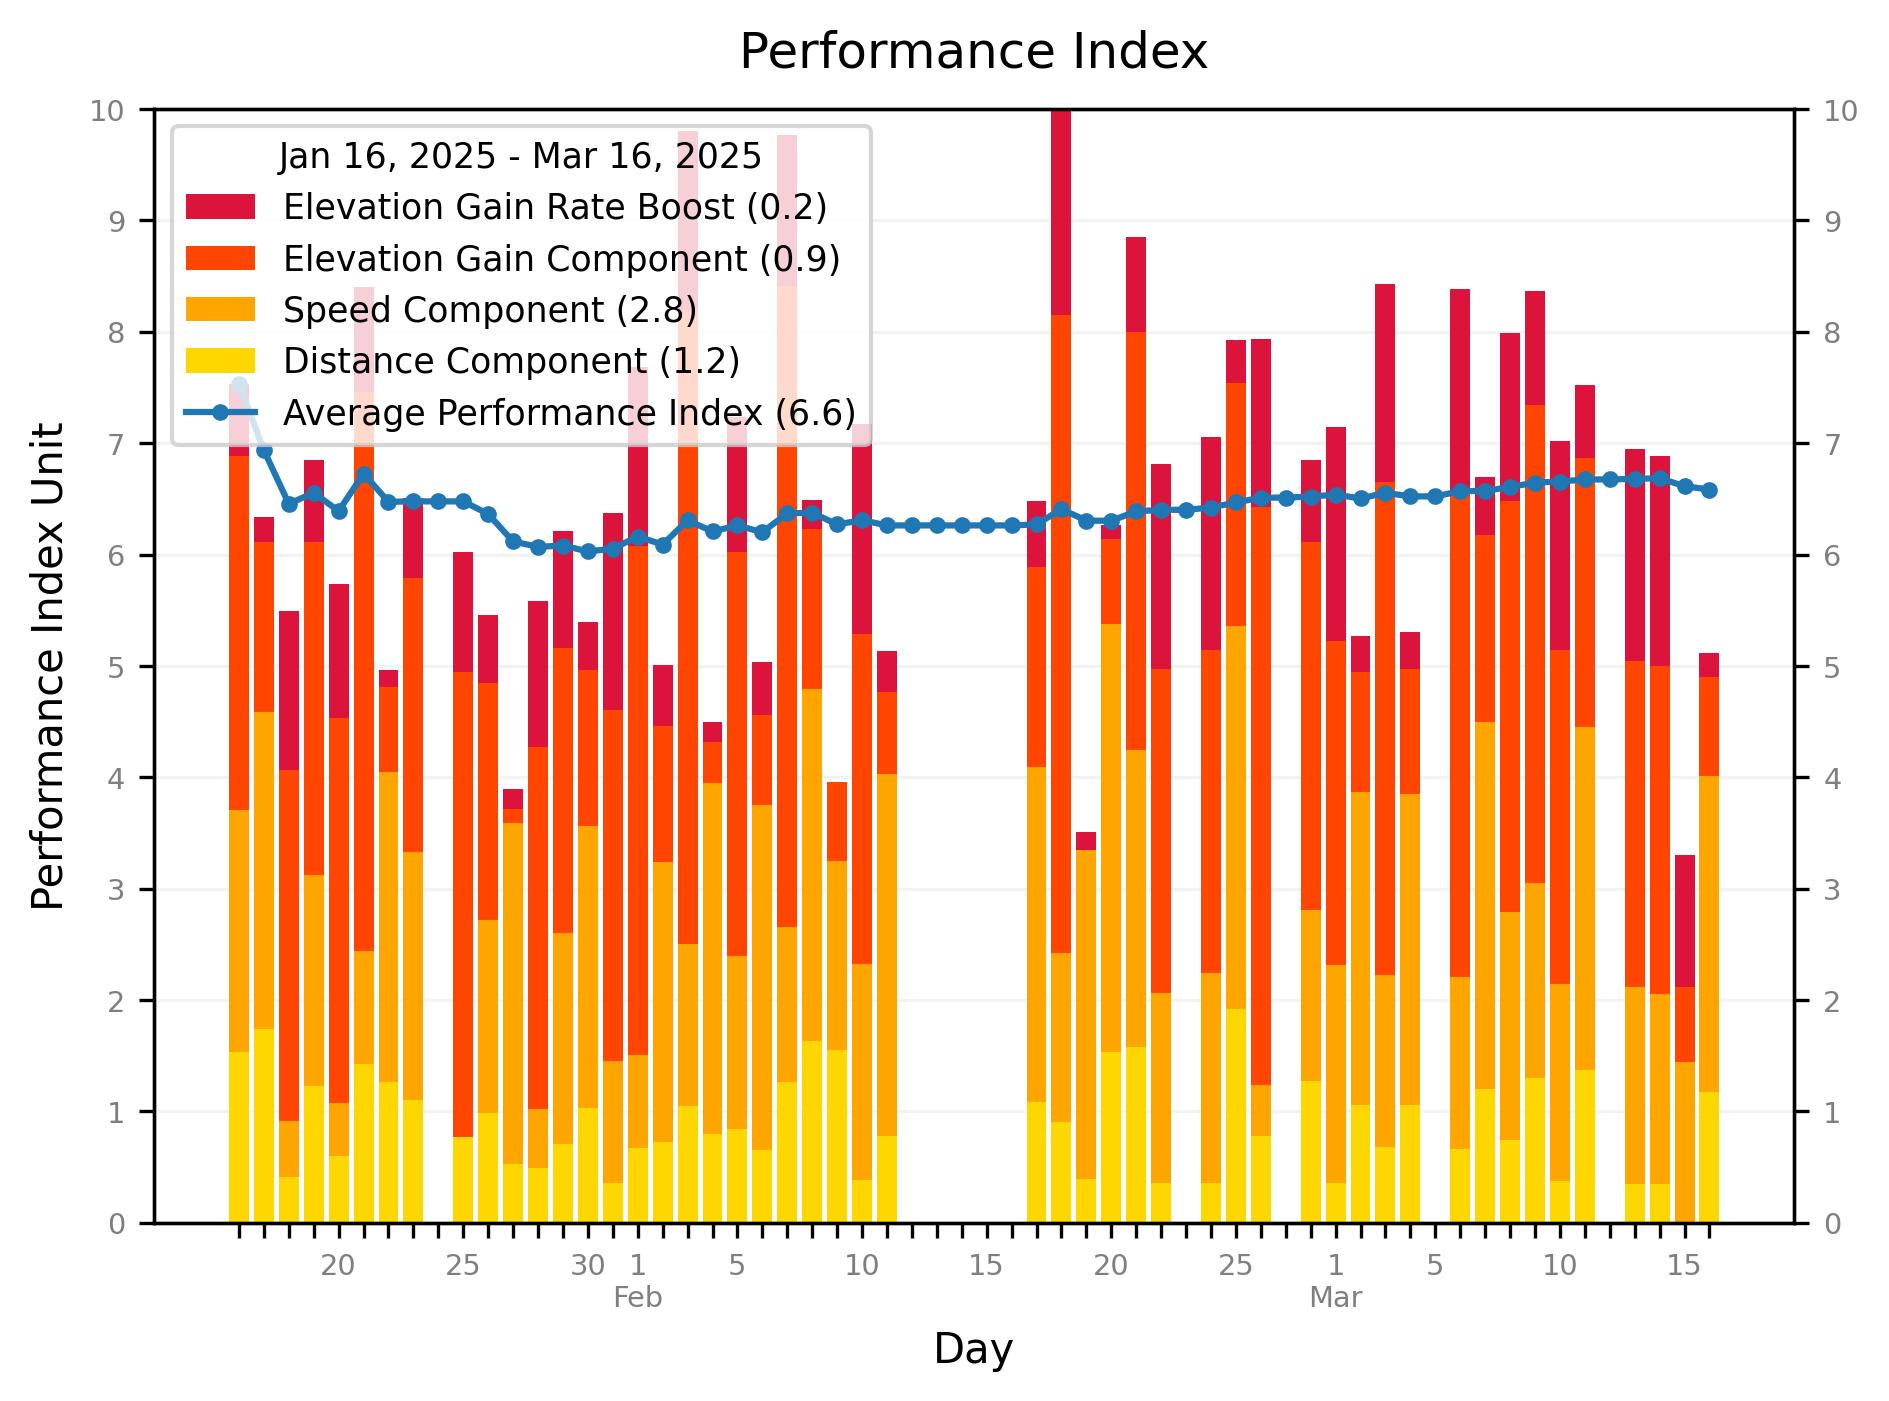 Performance Index
Jan 16, 2025 - Mar 16, 2025
Elevation Gain Rate Boost (0.2)
Elevation Gain Component (0.9)
Speed Component (2.8)
Distance Component (1.2)
Average Performance Index (6.6)
Performance Index Unit
10
9
8
7
6
5
4
3
2
1
0
10
9
8
7
6
5
4
3
2
1
0
20 25 30 1 5 10 15 20 25 1 5 10 15
Feb Mar
Day